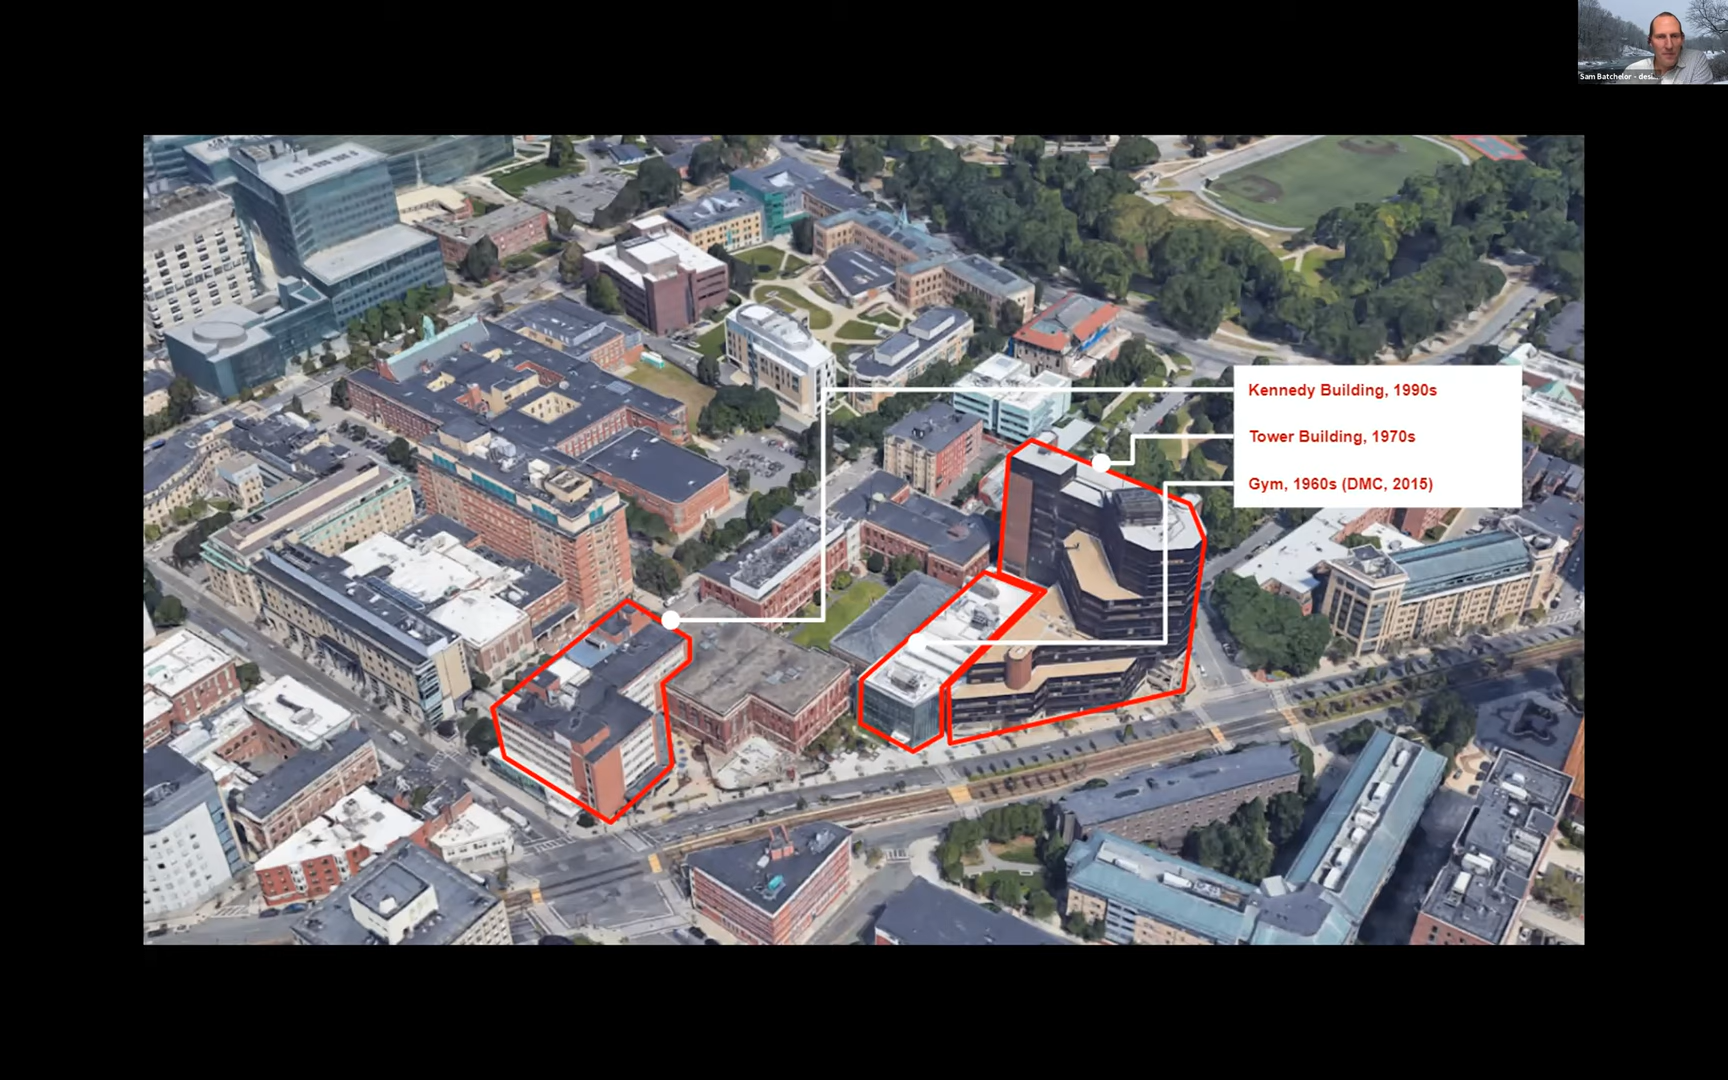 Sam Batchelor - desi...
Kennedy Building, 1990s
Tower Building, 1970s
Gym, 1960s (DMC, 2015)